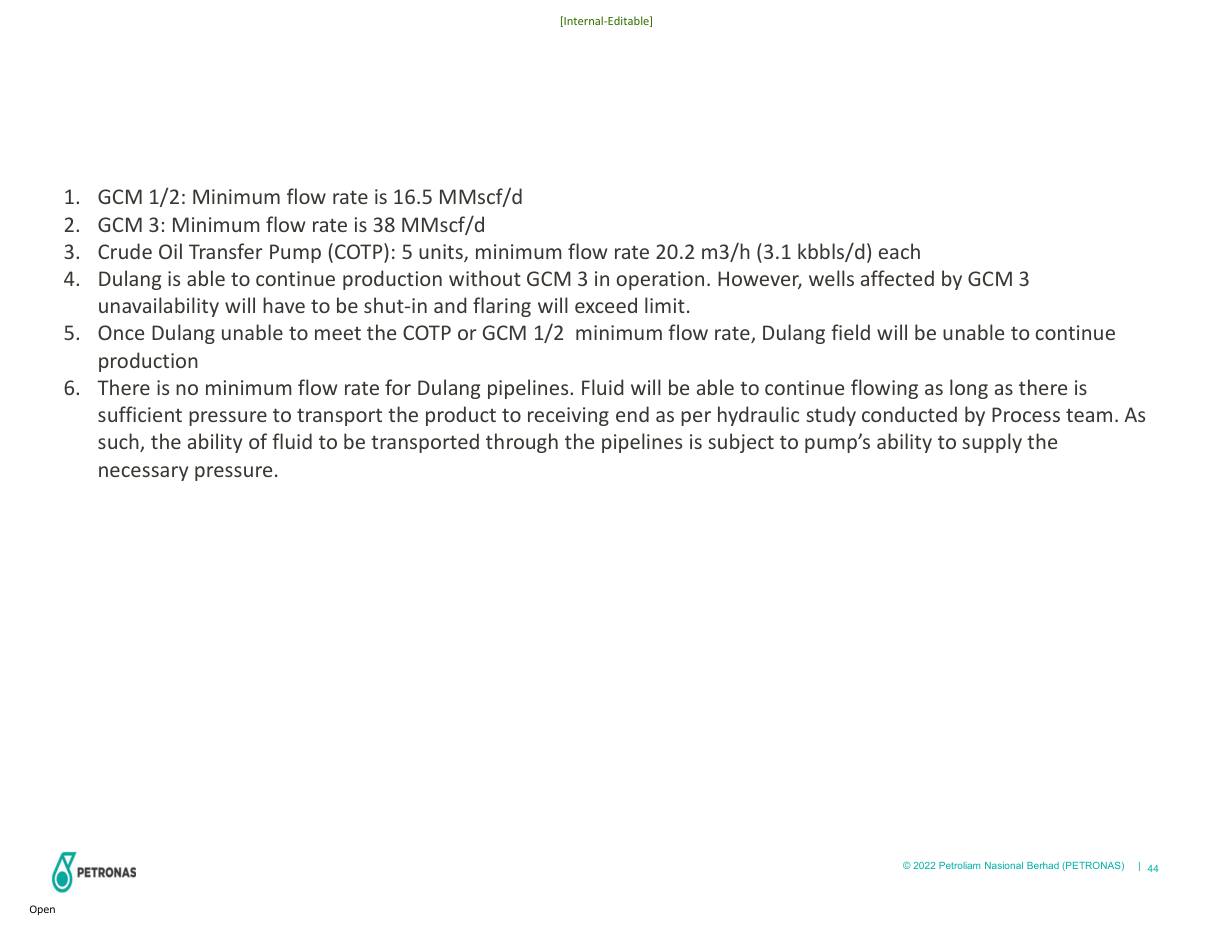 [Internal-Editable]
1. GCM 1/2: Minimum flow rate is 16.5 MMscf/d
2. GCM 3: Minimum flow rate is 38 MMscf/d
3. Crude Oil Transfer Pump (COTP): 5 units, minimum flow rate 20.2 m3/h (3.1 kbbls/d) each
4. Dulang is able to continue production without GCM 3 in operation. However, wells affected by GCM 3
unavailability will have to be shut-in and flaring will exceed limit.
5. Once Dulang unable to meet the COTP or GCM 1/2  minimum flow rate, Dulang field will be unable to continue
production
6. There is no minimum flow rate for Dulang pipelines. Fluid will be able to continue flowing as long as there is
sufficient pressure to transport the product to receiving end as per hydraulic study conducted by Process team. As
such, the ability of fluid to be transported through the pipelines is subject to pump’s ability to supply the
necessary pressure.
PETRONAS
© 2022 Petroliam Nasional Berhad (PETRONAS) | 44
Open